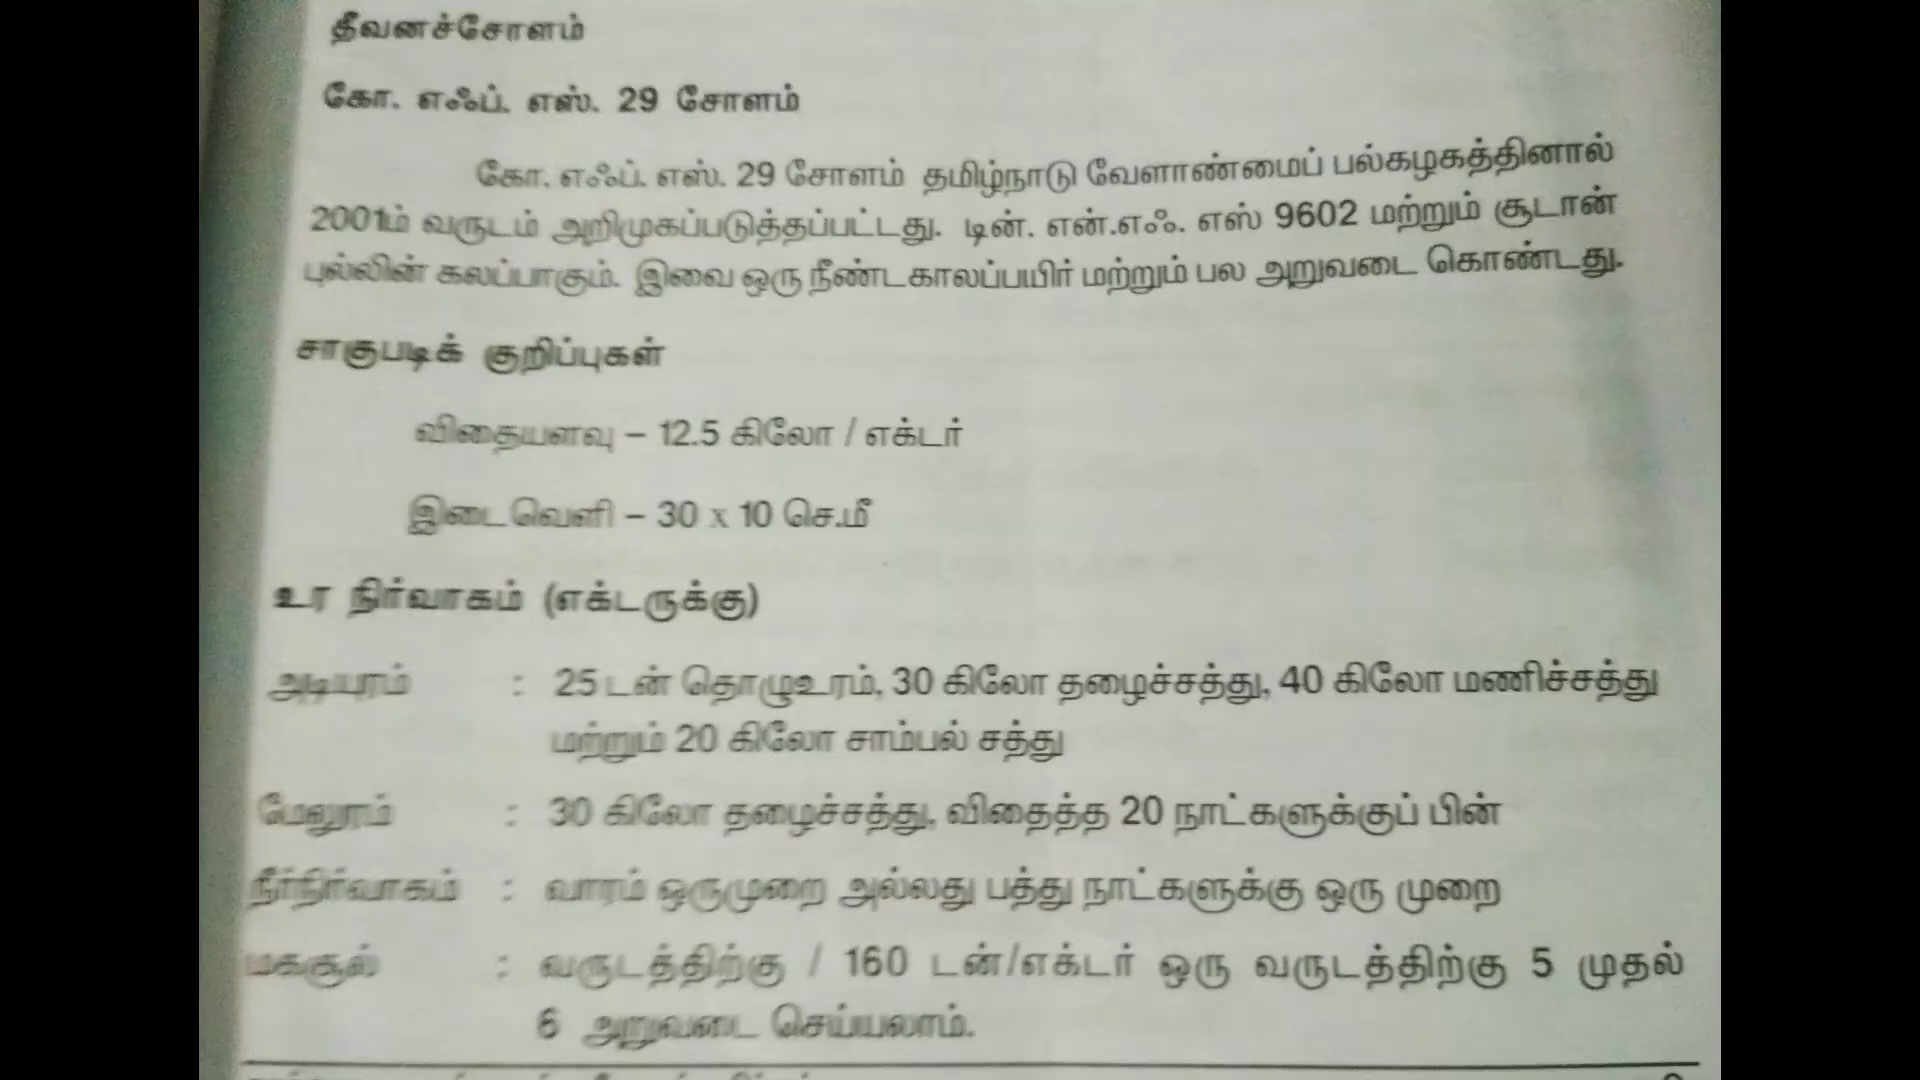 தீவனச்சோளம்
கோ. எஃப். எஸ். 29 சோளம்
கோ. எஃப். எஸ். 29 சோளம் தமிழ்நாடு வேளாண்மைப் பல்கழகத்தினால்
2001ம் வருடம் அறிமுகப்படுத்தப்பட்டது. டின். என்.எஃ. எஸ் 9602 மற்றும் சூடான்
புல்லின் கலப்பாகும். இவை ஒரு நீண்டகாலப்பயிர் மற்றும் பல அறுவடை கொண்டது.
சாகுபடிக் குறிப்புகள்
விதையளவு – 12.5 கிலோ / எக்டர்
இடைவெளி – 30 x 10 செ.மீ
உர நிர்வாகம் (எக்டருக்கு)
அடியுரம் : 25 டன் தொழுஉரம், 30 கிலோ தழைச்சத்து, 40 கிலோ மணிச்சத்து
மற்றும் 20 கிலோ சாம்பல் சத்து
மேலுரம் : 30 கிலோ தழைச்சத்து, விதைத்த 20 நாட்களுக்குப் பின்
நீர்நிர்வாகம் : வாரம் ஒருமுறை அல்லது பத்து நாட்களுக்கு ஒரு முறை
மகசூல் : வருடத்திற்கு / 160 டன்/எக்டர் ஒரு வருடத்திற்கு 5 முதல்
6 அறுவடை செய்யலாம்.